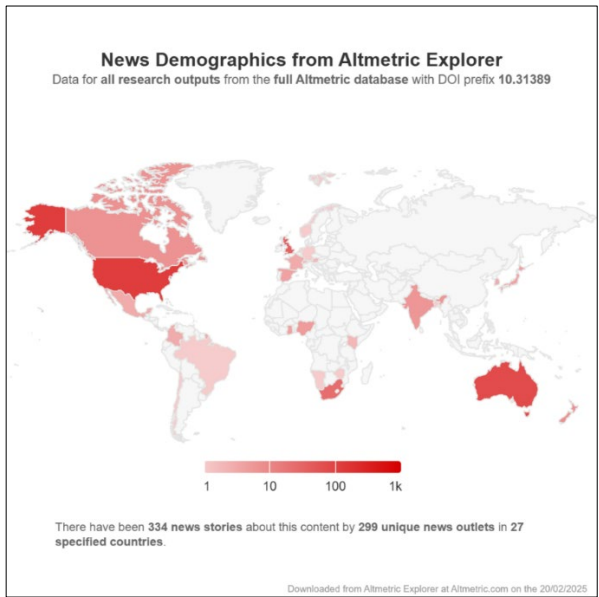 News Demographics from Altmetric Explorer
Data for all research outputs from the full Altmetric database with DOI prefix 10.31389
1 10 100 1k
There have been 334 news stories about this content by 299 unique news outlets in 27
specified countries.
Downloaded from Altmetric Explorer at Altmetric.com on the 20/02/2025